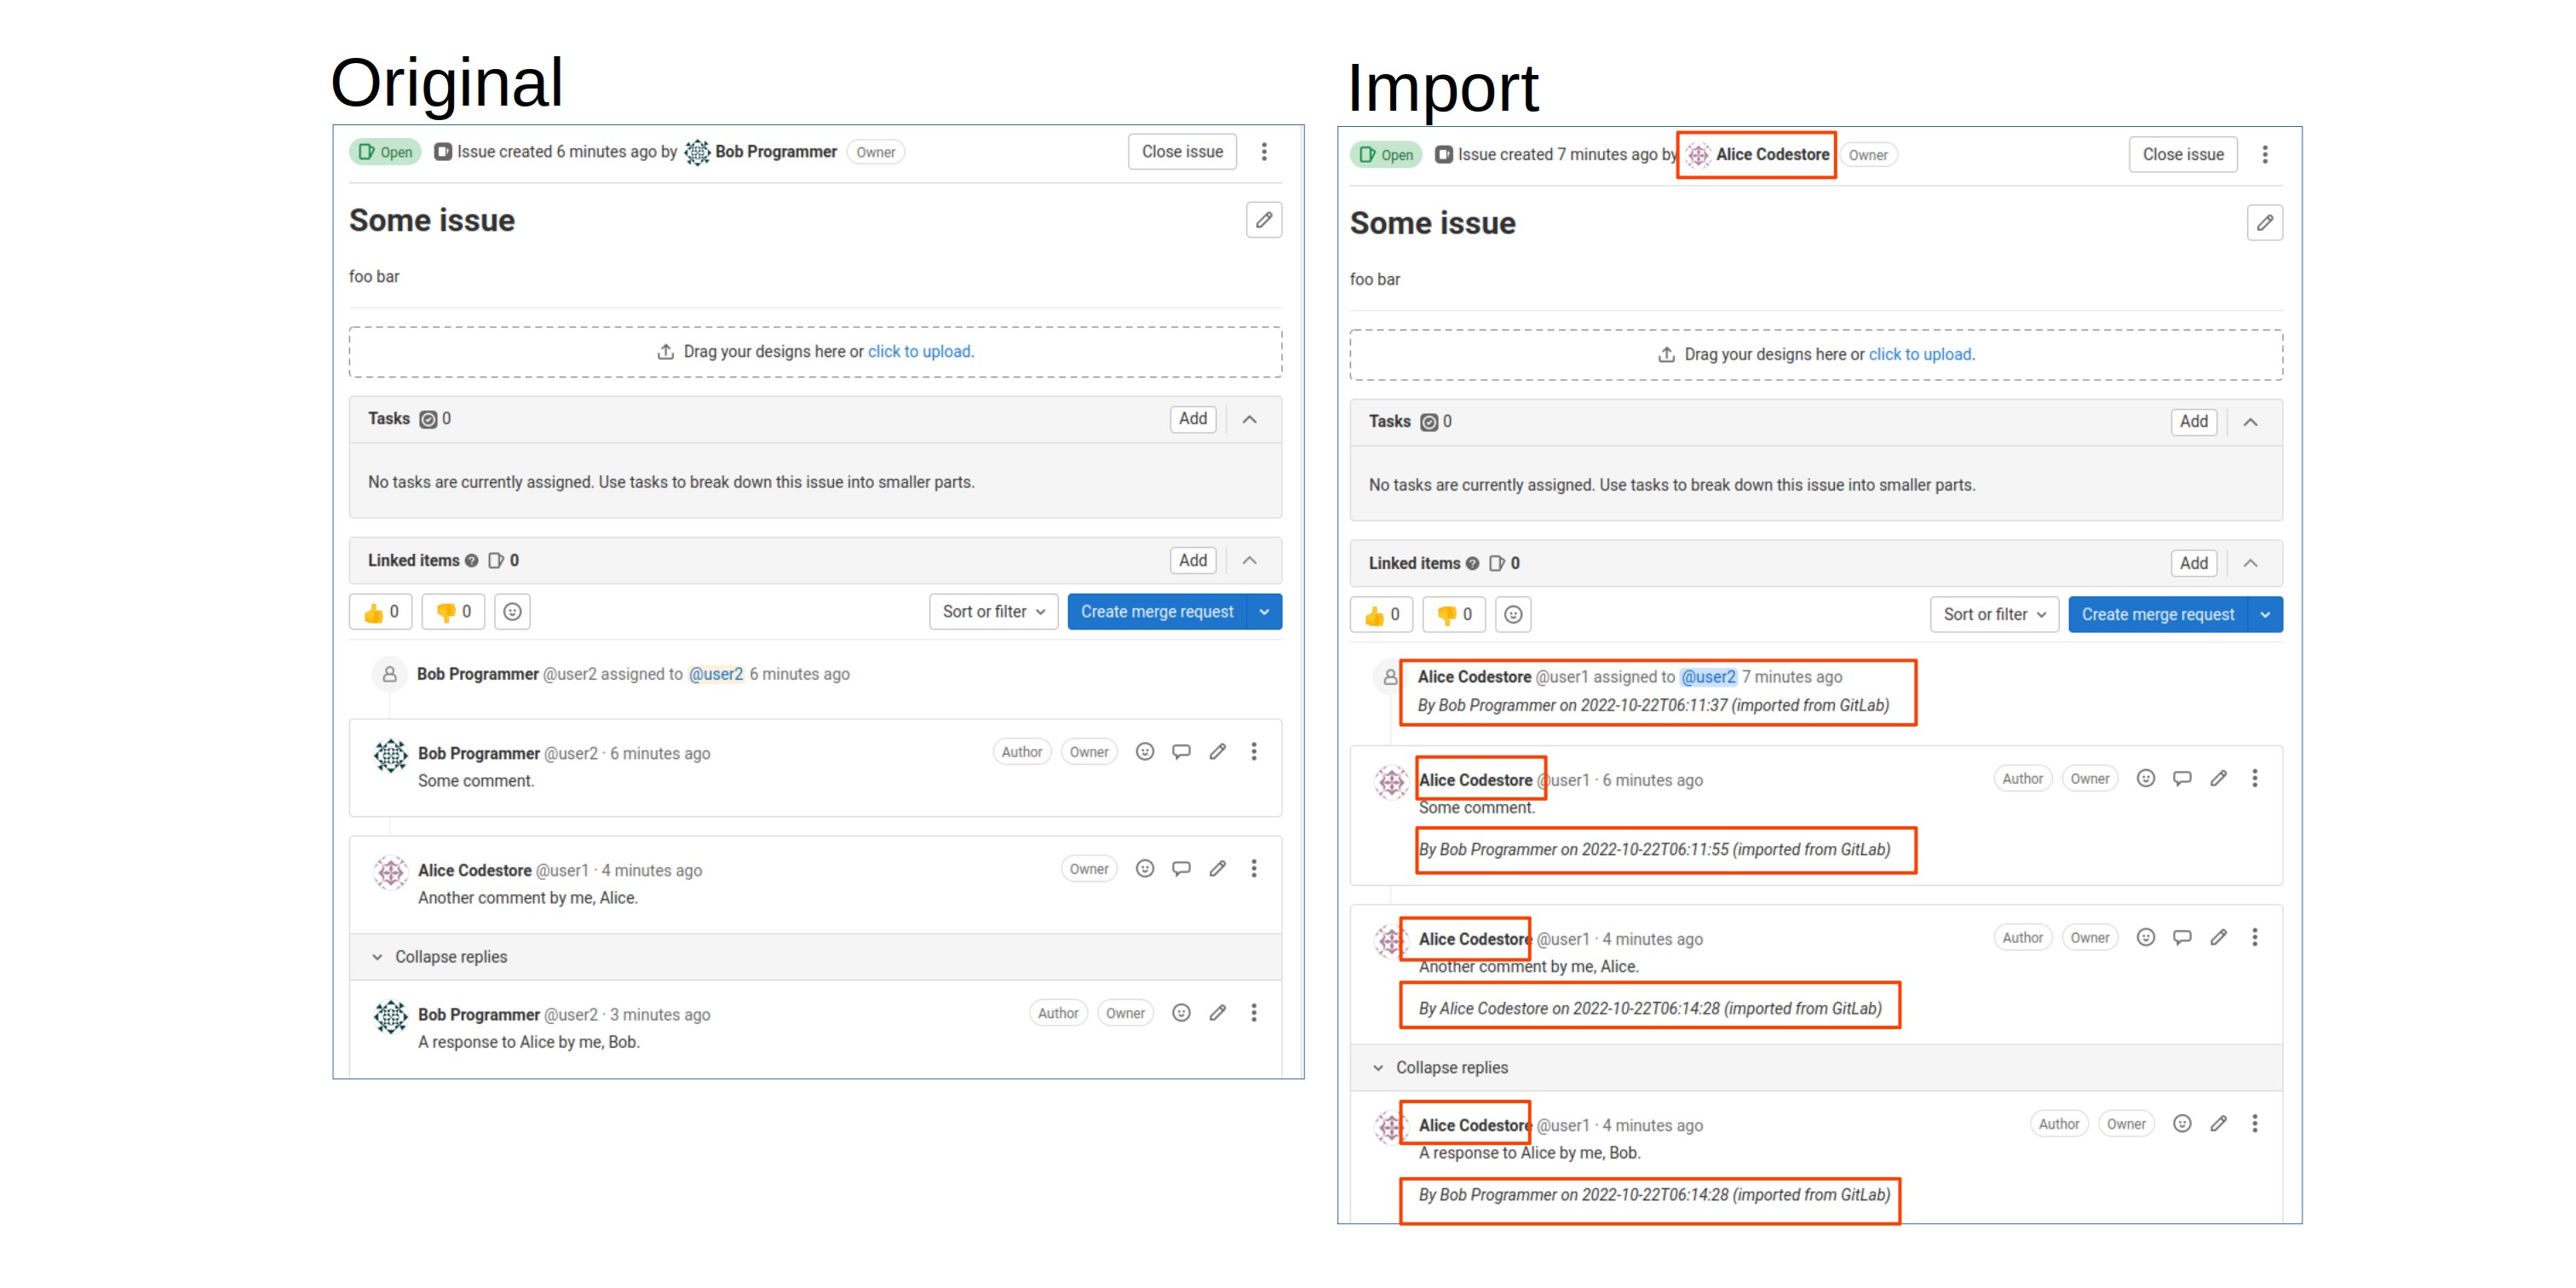 Original
Open Issue created 6 minutes ago by Bob Programmer Owner Close issue
Some issue
foo bar
Drag your designs here or click to upload.
Tasks 0 Add
No tasks are currently assigned. Use tasks to break down this issue into smaller parts.
Linked items 0 Add
0 0 Sort or filter Create merge request
Bob Programmer @user2 assigned to @user2 6 minutes ago
Bob Programmer @user2 · 6 minutes ago Author Owner
Some comment.
Alice Codestore @user1 · 4 minutes ago Owner
Another comment by me, Alice.
Collapse replies
Bob Programmer @user2 · 3 minutes ago Author Owner
A response to Alice by me, Bob.
Import
Open Issue created 7 minutes ago by Alice Codestore Owner Close issue
Some issue
foo bar
Drag your designs here or click to upload.
Tasks 0 Add
No tasks are currently assigned. Use tasks to break down this issue into smaller parts.
Linked items 0 Add
0 0 Sort or filter Create merge request
Alice Codestore @user1 assigned to @user2 7 minutes ago
By Bob Programmer on 2022-10-22T06:11:37 (imported from GitLab)
Alice Codestore @user1 · 6 minutes ago Author Owner
Some comment.
By Bob Programmer on 2022-10-22T06:11:55 (imported from GitLab)
Alice Codestore @user1 · 4 minutes ago Author Owner
Another comment by me, Alice.
By Alice Codestore on 2022-10-22T06:14:28 (imported from GitLab)
Collapse replies
Alice Codestore @user1 · 4 minutes ago Author Owner
A response to Alice by me, Bob.
By Bob Programmer on 2022-10-22T06:14:28 (imported from GitLab)